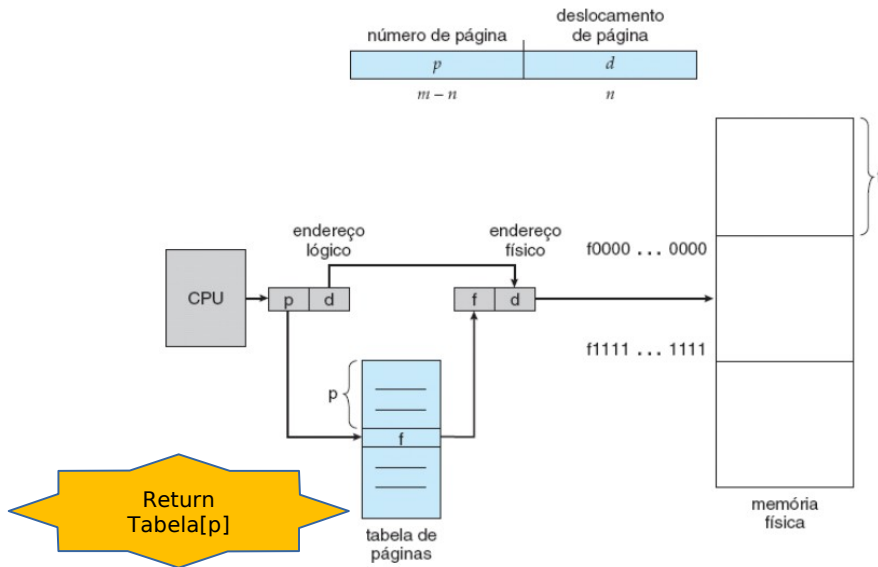 número de página
deslocamento
de página
p
d
m – n
n
endereço
lógico
endereço
físico
f0000 ... 0000
CPU
p
d
f
d
f1111 ... 1111
p
f
Return
Tabela[p]
tabela de
páginas
memória
física